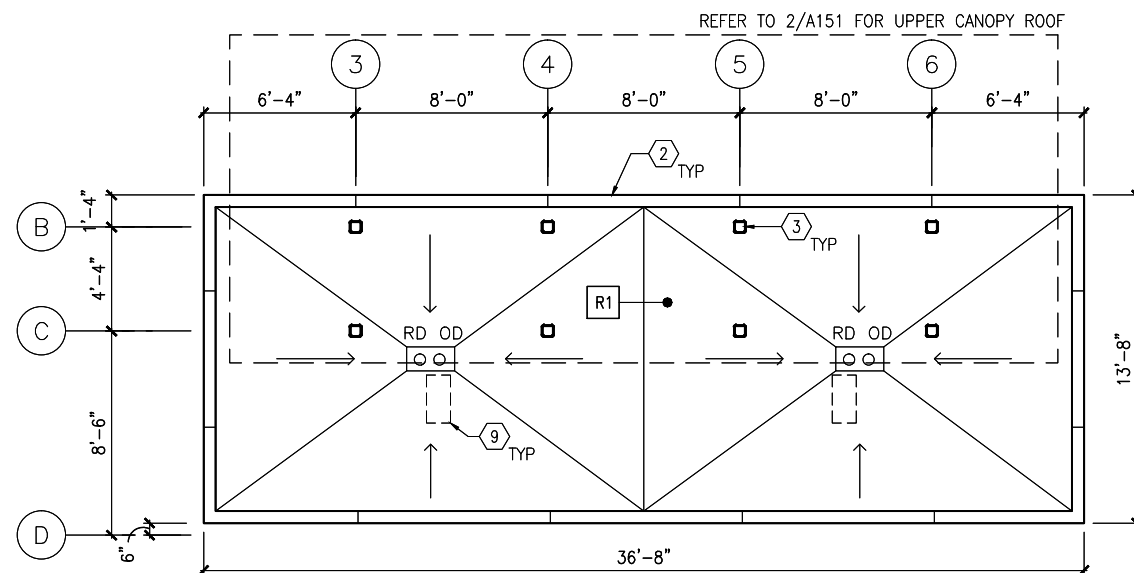 REFER TO 2/A151 FOR UPPER CANOPY ROOF
3
4
5
6
6'-4"
8'-0"
8'-0"
8'-0"
6'-4"
2
TYP
1'-4"
B
3
TYP
4'-4"
R1
C
RD OD
RD OD
13'-8"
8'-6"
9
TYP
D
6"
36'-8"